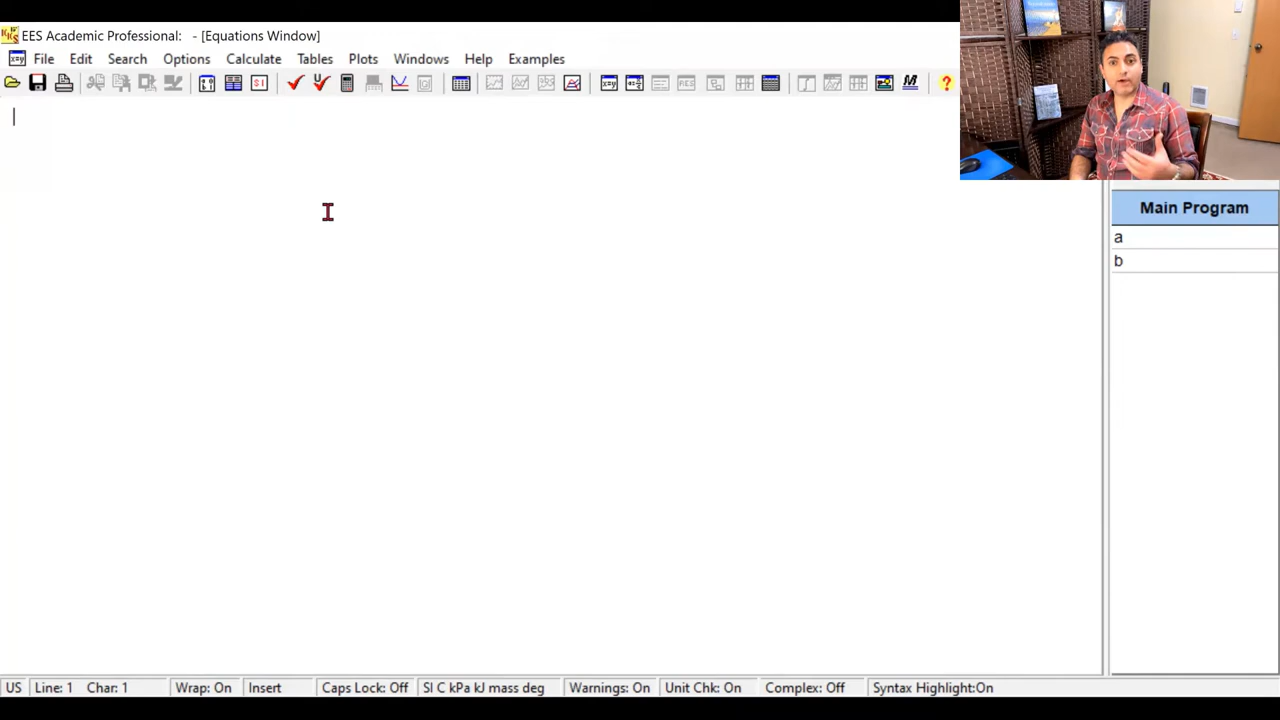 EES Academic Professional:   - [Equations Window]
File Edit Search Options Calculate Tables Plots Windows Help Examples
Main Program
a
b
US Line: 1 Char: 1 Wrap: On Insert Caps Lock: Off SI C kPa kJ mass deg Warnings: On Unit Chk: On Complex: Off Syntax Highlight:On